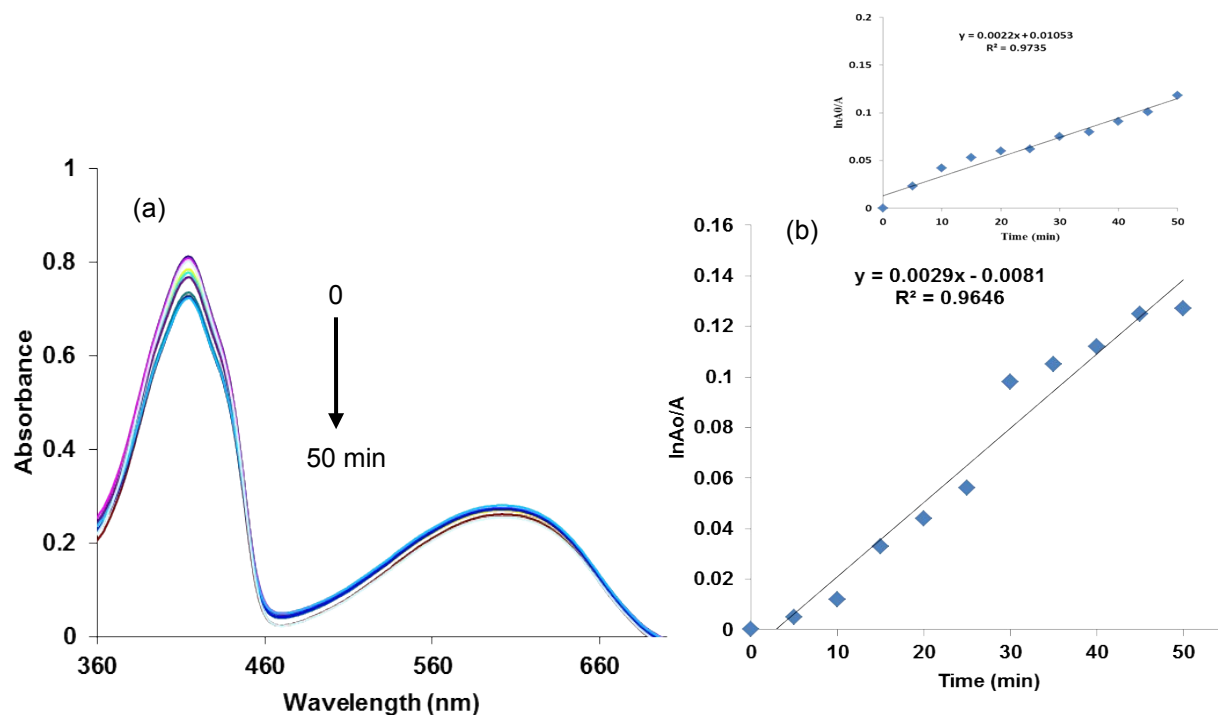 1
0.8
0.6
0.4
0.2
0
Absorbance
(a)
0
50 min
360
460
560
660
Wavelength (nm)
0.2
0.15
0.1
0.05
0
lnA0/A
y = 0.0022x + 0.01053
R² = 0.9735
0
10
20
30
40
50
Time (min)
(b)
0.16
0.14
0.12
0.1
0.08
0.06
0.04
0.02
0
lnAo/A
y = 0.0029x - 0.0081
R² = 0.9646
0
10
20
30
40
50
Time (min)